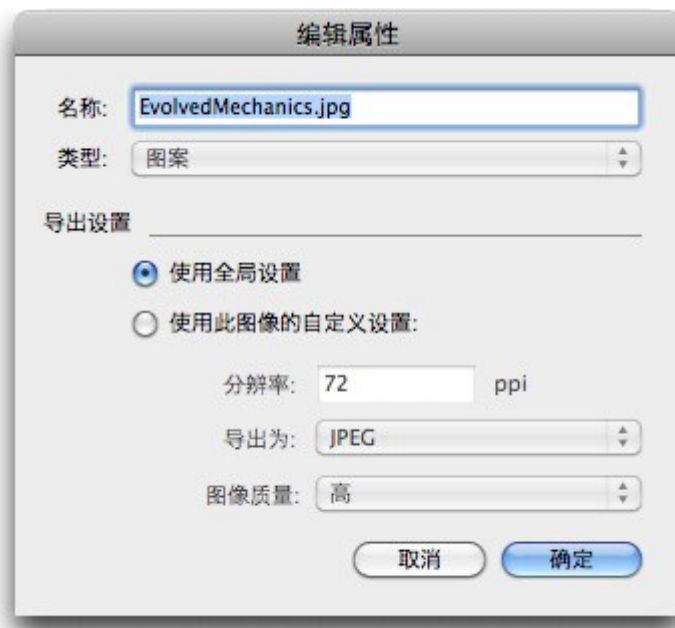 编辑属性
名称: EvolvedMechanics.jpg
类型: 图案
导出设置
使用全局设置
使用此图像的自定义设置:
分辨率: 72 ppi
导出为: JPEG
图像质量: 高
取消 确定